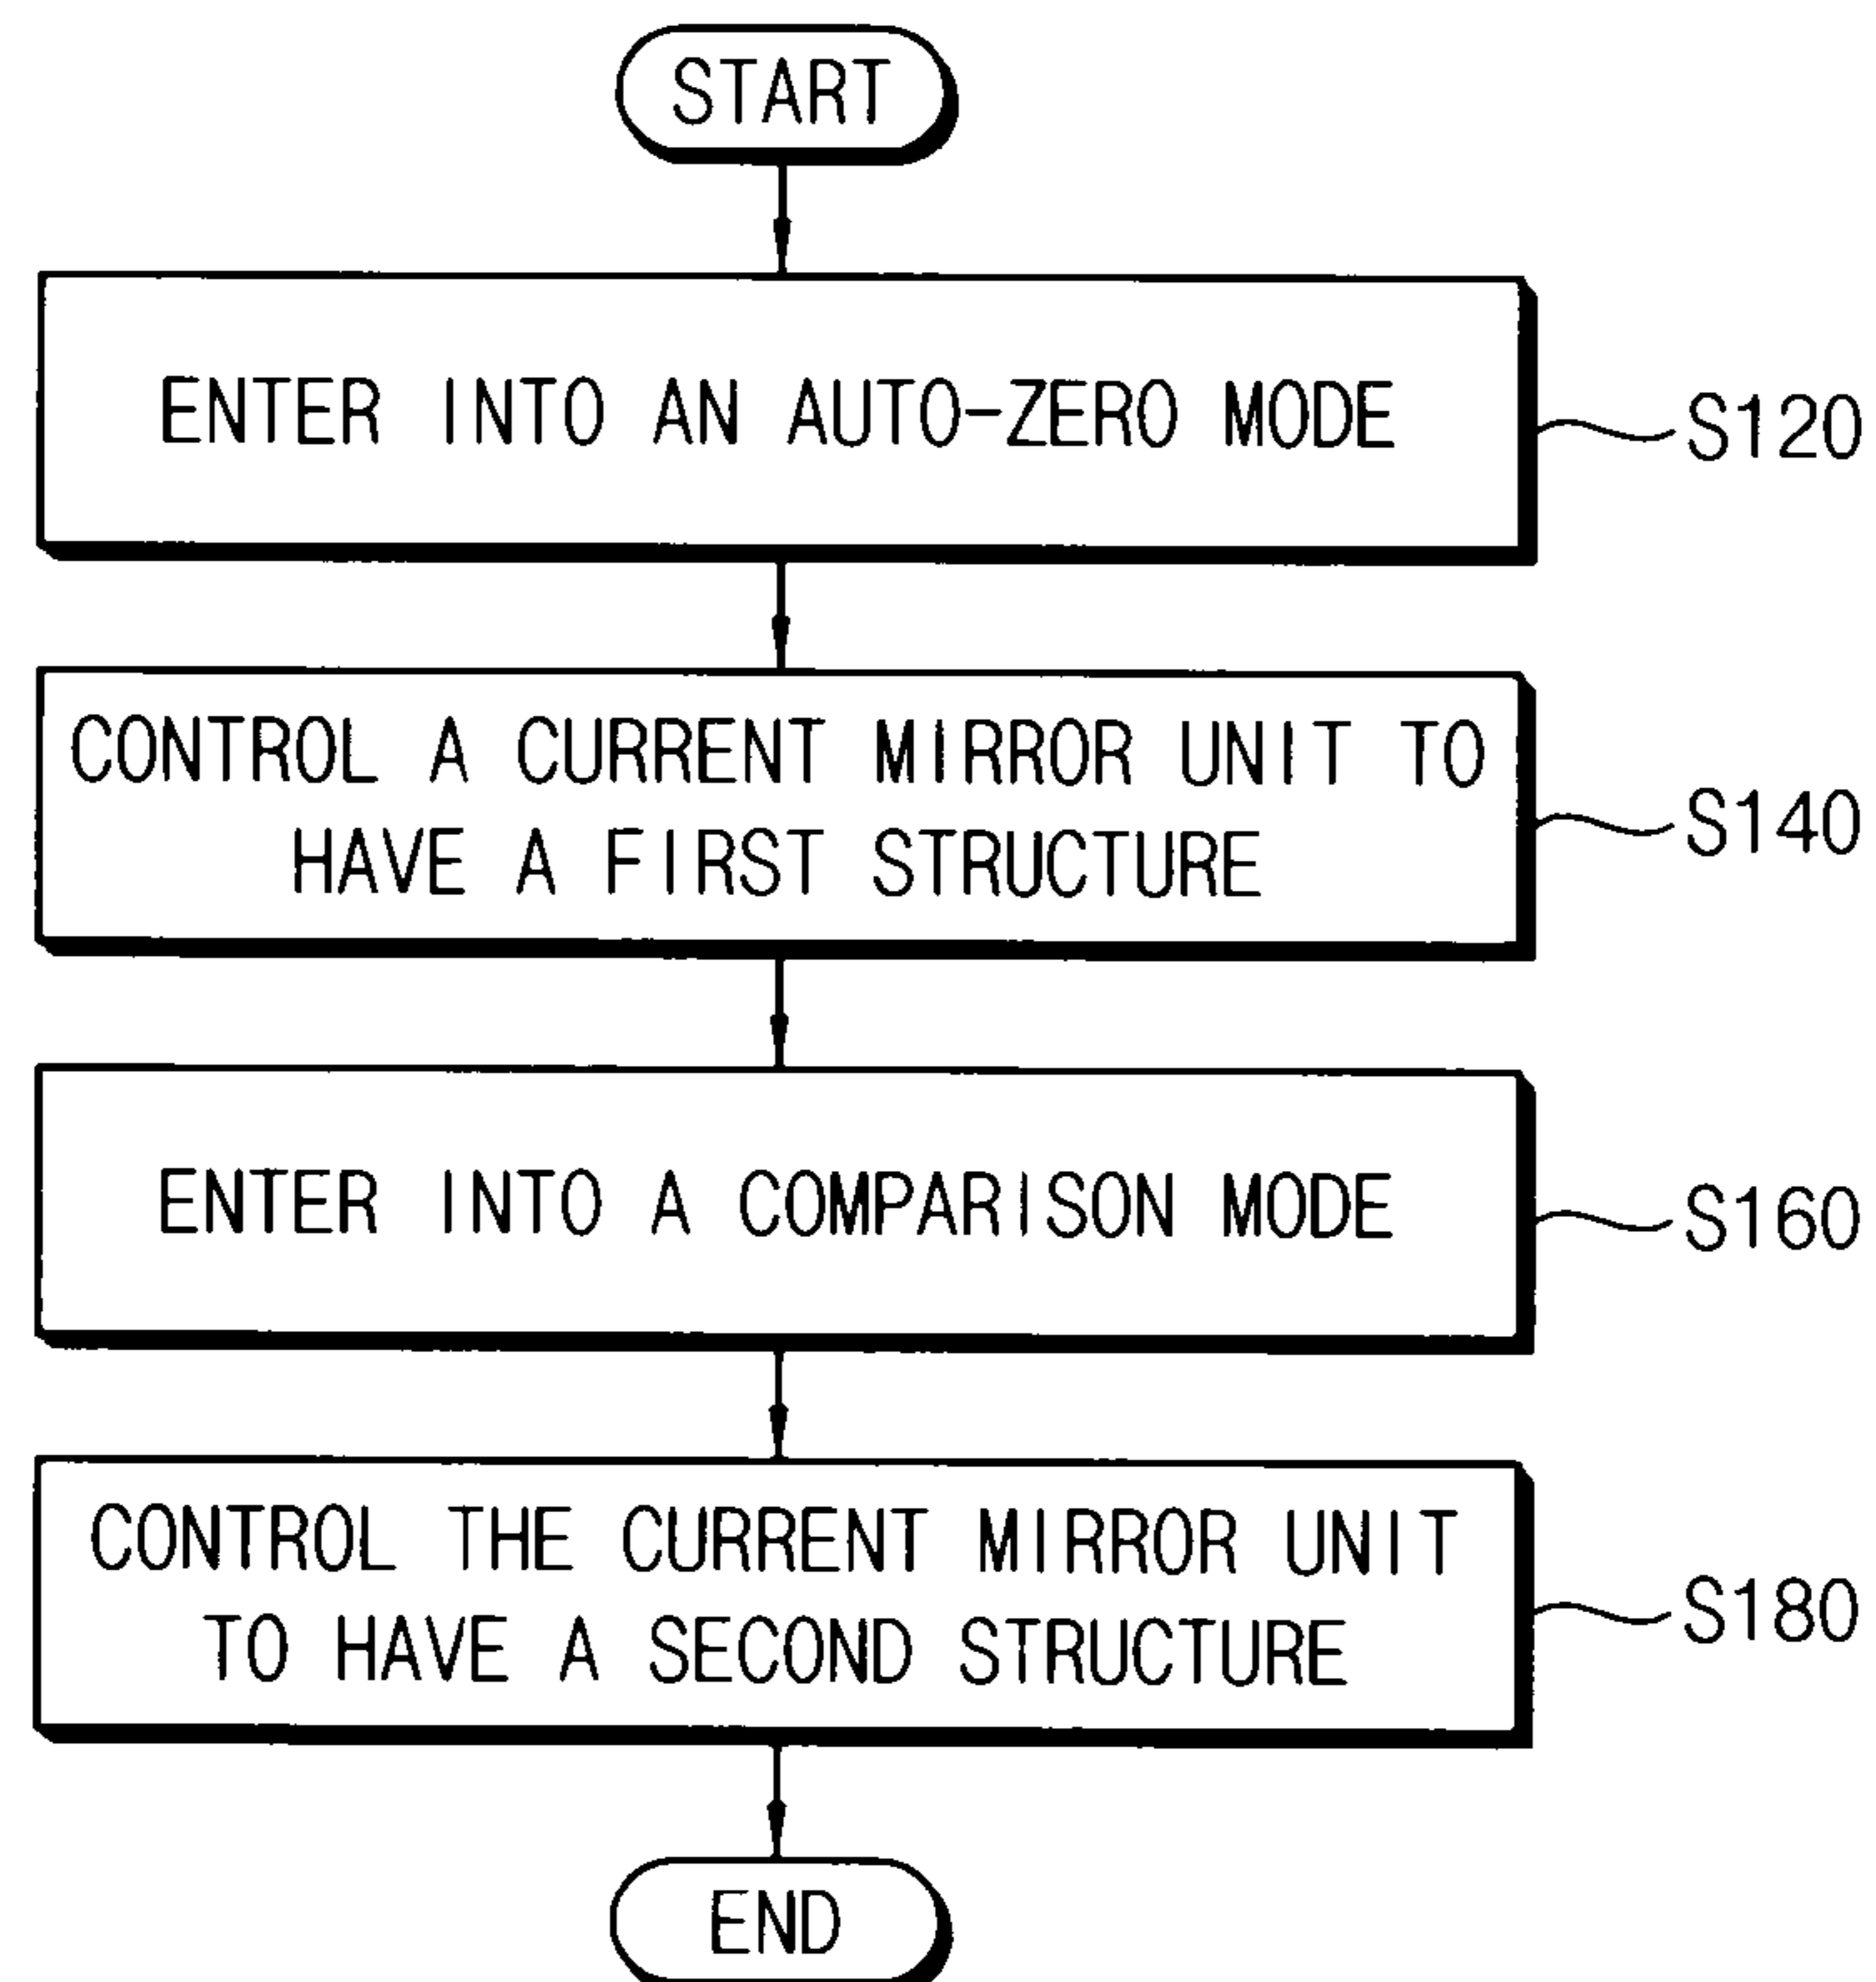 START
ENTER INTO AN AUTO-ZERO MODE
S120
CONTROL A CURRENT MIRROR UNIT TO
HAVE A FIRST STRUCTURE
S140
ENTER INTO A COMPARISON MODE
S160
CONTROL THE CURRENT MIRROR UNIT
TO HAVE A SECOND STRUCTURE
S180
END